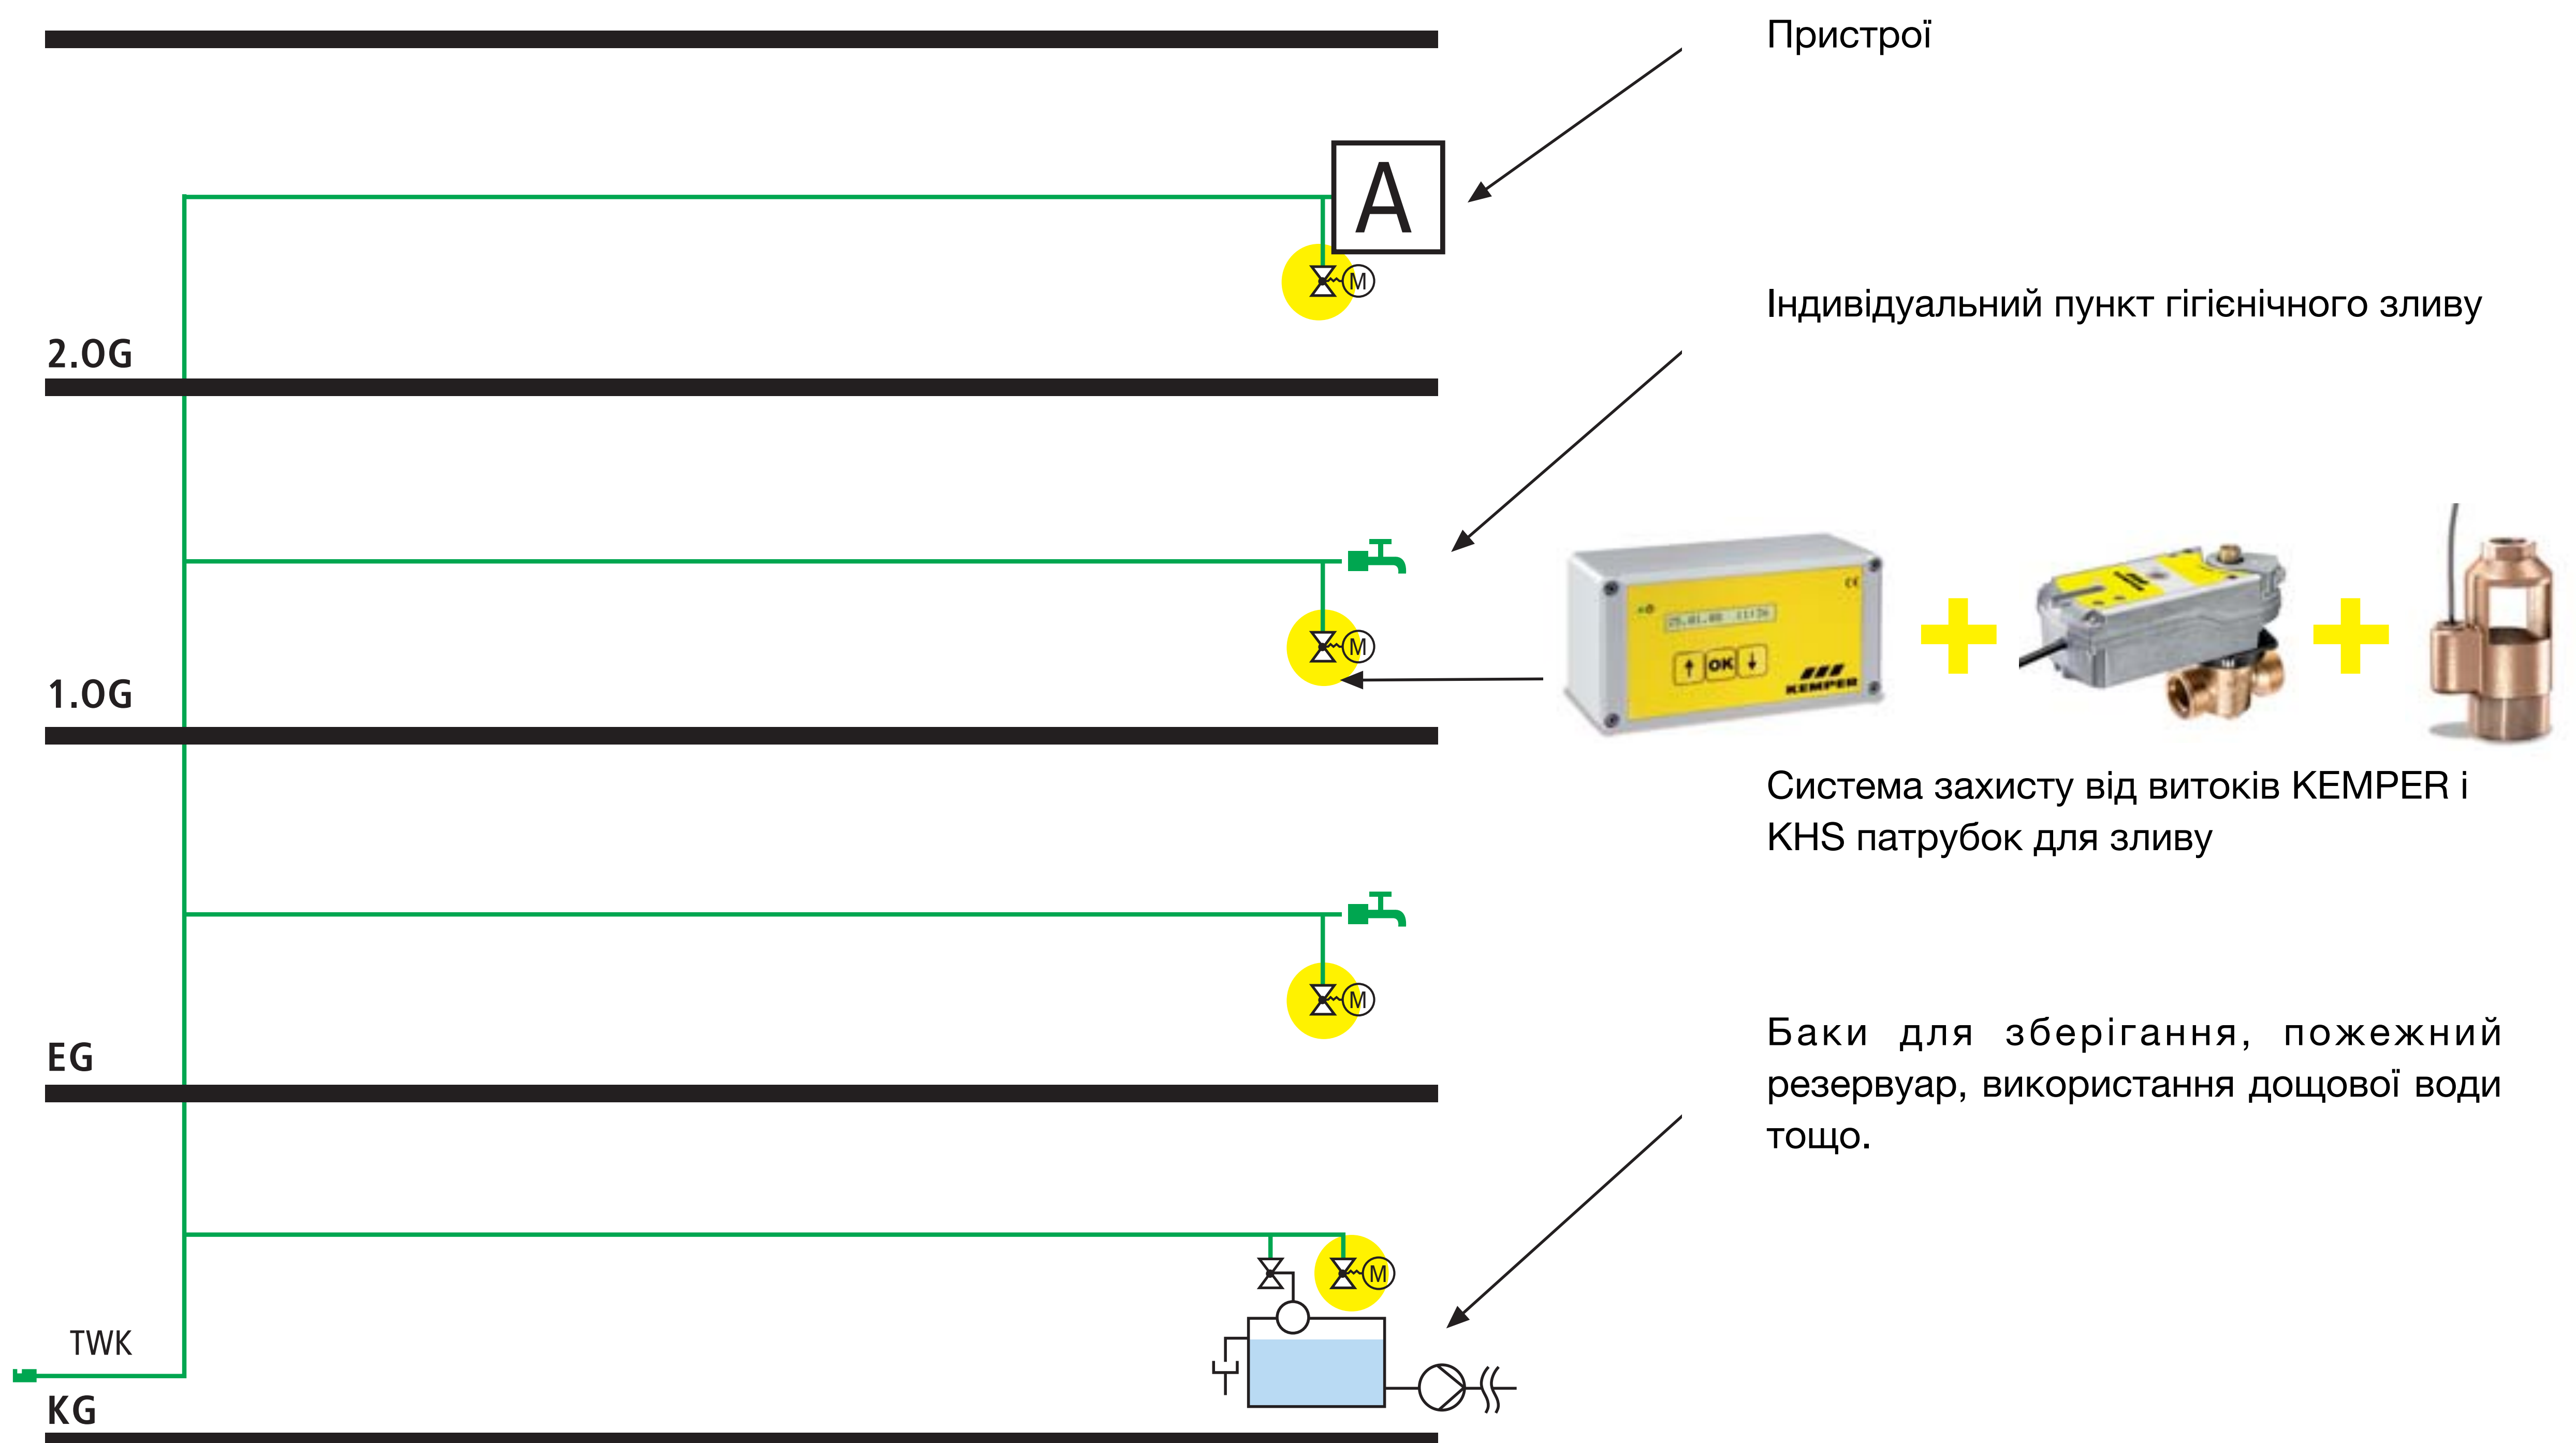 Пристрої
A
M
Індивідуальний пункт гігієнічного зливу
2.OG
M
OK
KEMPER
1.OG
Система захисту від витоків KEMPER і
KHS патрубок для зливу
M
Баки для зберігання, пожежний
резервуар, використання дощової води
тощо.
EG
M
TWK
KG